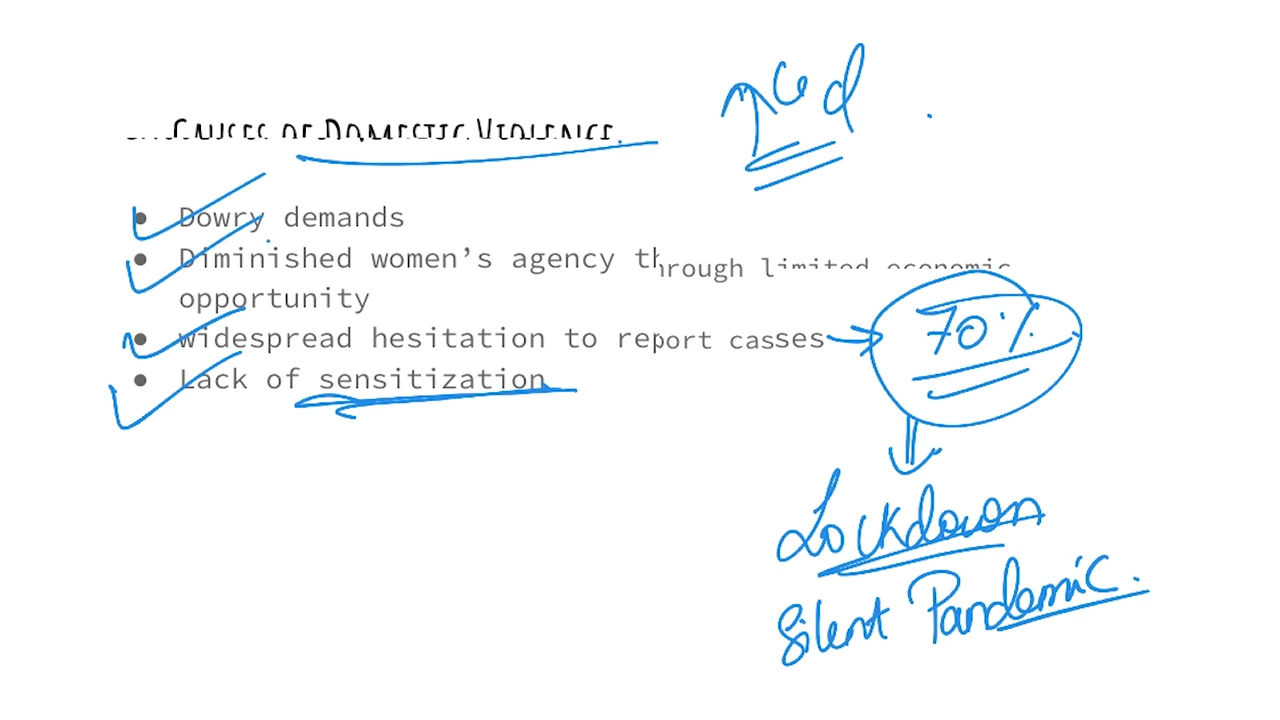 CAUSES OF DOMESTIC VIOLENCE
● Dowry demands
● Diminished women’s agency through limited economic
opportunity
● widespread hesitation to report casses
70%
● Lack of sensitization
Lockdown
Silent Pandemic.